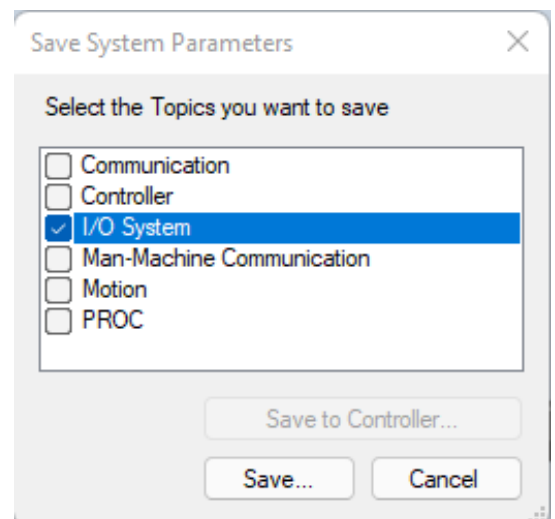 Save System Parameters
Select the Topics you want to save
Communication
Controller
I/O System
Man-Machine Communication
Motion
PROC
Save to Controller...
Save... Cancel